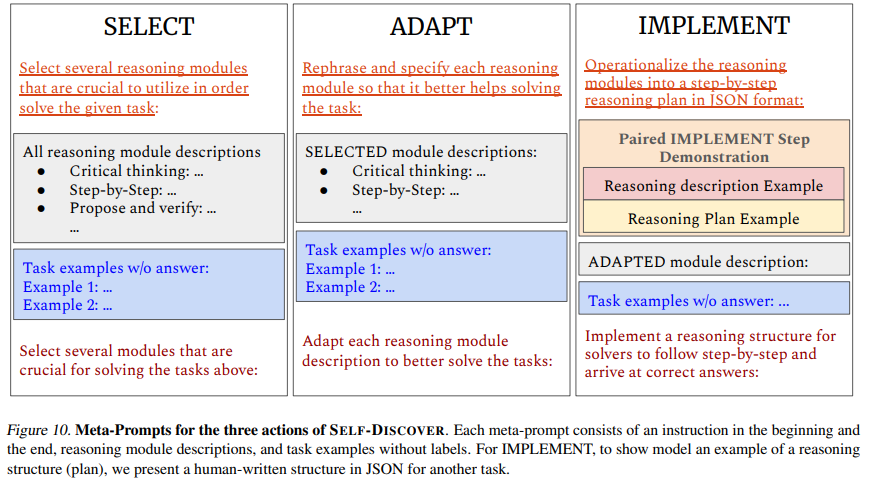 SELECT
Select several reasoning modules
that are crucial to utilize in order
solve the given task:
All reasoning module descriptions
● Critical thinking: ...
● Step-by-Step: ...
● Propose and verify: ...
...
Task examples w/o answer:
Example 1: ...
Example 2: ...
Select several modules that are
crucial for solving the tasks above:
ADAPT
Rephrase and specify each reasoning
module so that it better helps solving
the task:
SELECTED module descriptions:
● Critical thinking: ...
● Step-by-Step: ...
...
Task examples w/o answer:
Example 1: ...
Example 2: ...
Adapt each reasoning module
description to better solve the tasks:
IMPLEMENT
Operationalize the reasoning
modules into a step-by-step
reasoning plan in JSON format:
Paired IMPLEMENT Step
Demonstration
Reasoning description Example
Reasoning Plan Example
ADAPTED module description:
Task examples w/o answer: ...
Implement a reasoning structure for
solvers to follow step-by-step and
arrive at correct answers:
Figure 10. Meta-Prompts for the three actions of SELF-DISCOVER. Each meta-prompt consists of an instruction in the beginning and
the end, reasoning module descriptions, and task examples without labels. For IMPLEMENT, to show model an example of a reasoning
structure (plan), we present a human-written structure in JSON for another task.